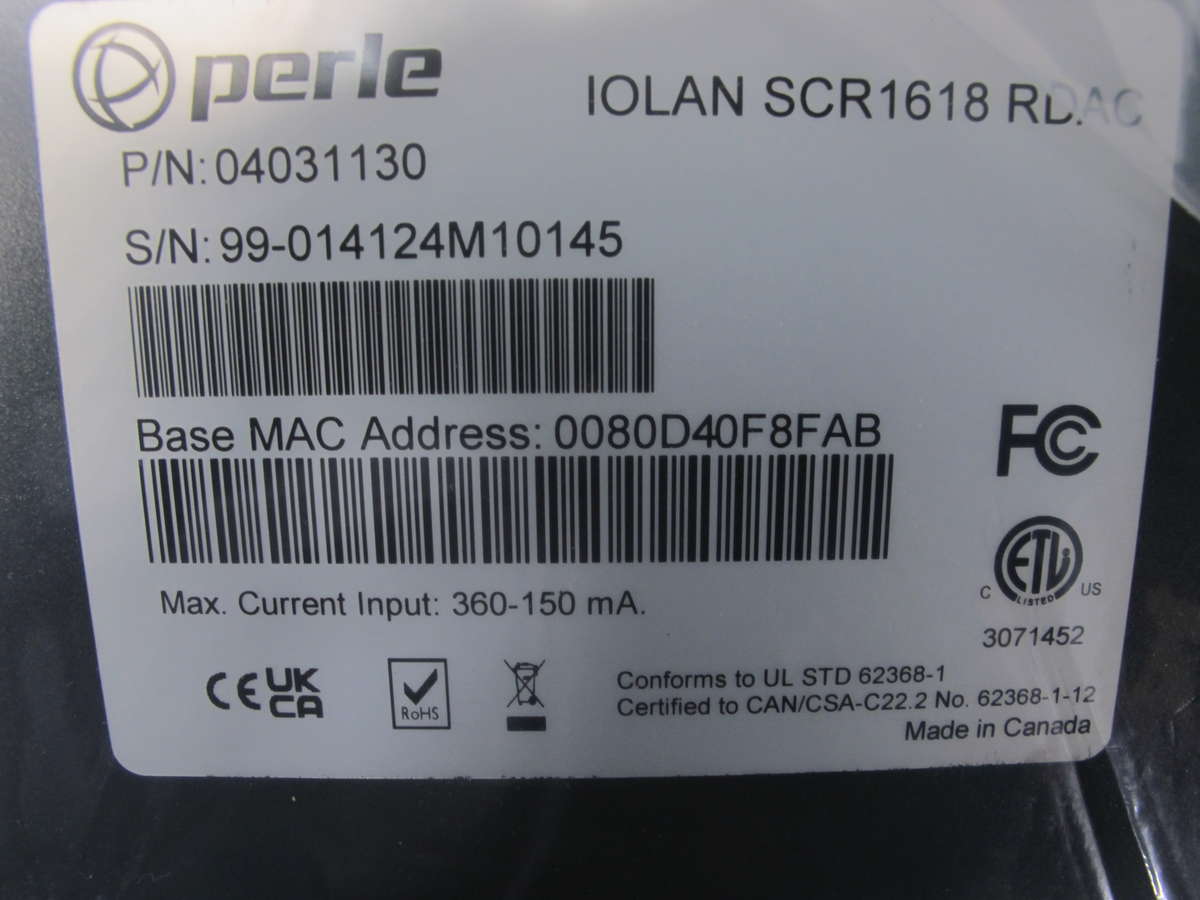 perle
IOLAN SCR1618 RDAC
P/N: 04031130
S/N: 99-014124M10145
Base MAC Address: 0080D40F8FAB
FC
Max. Current Input: 360-150 mA.
ETL
LISTED
C US
3071452
CE UK CA
RoHS
Conforms to UL STD 62368-1
Certified to CAN/CSA-C22.2 No. 62368-1-12
Made in Canada